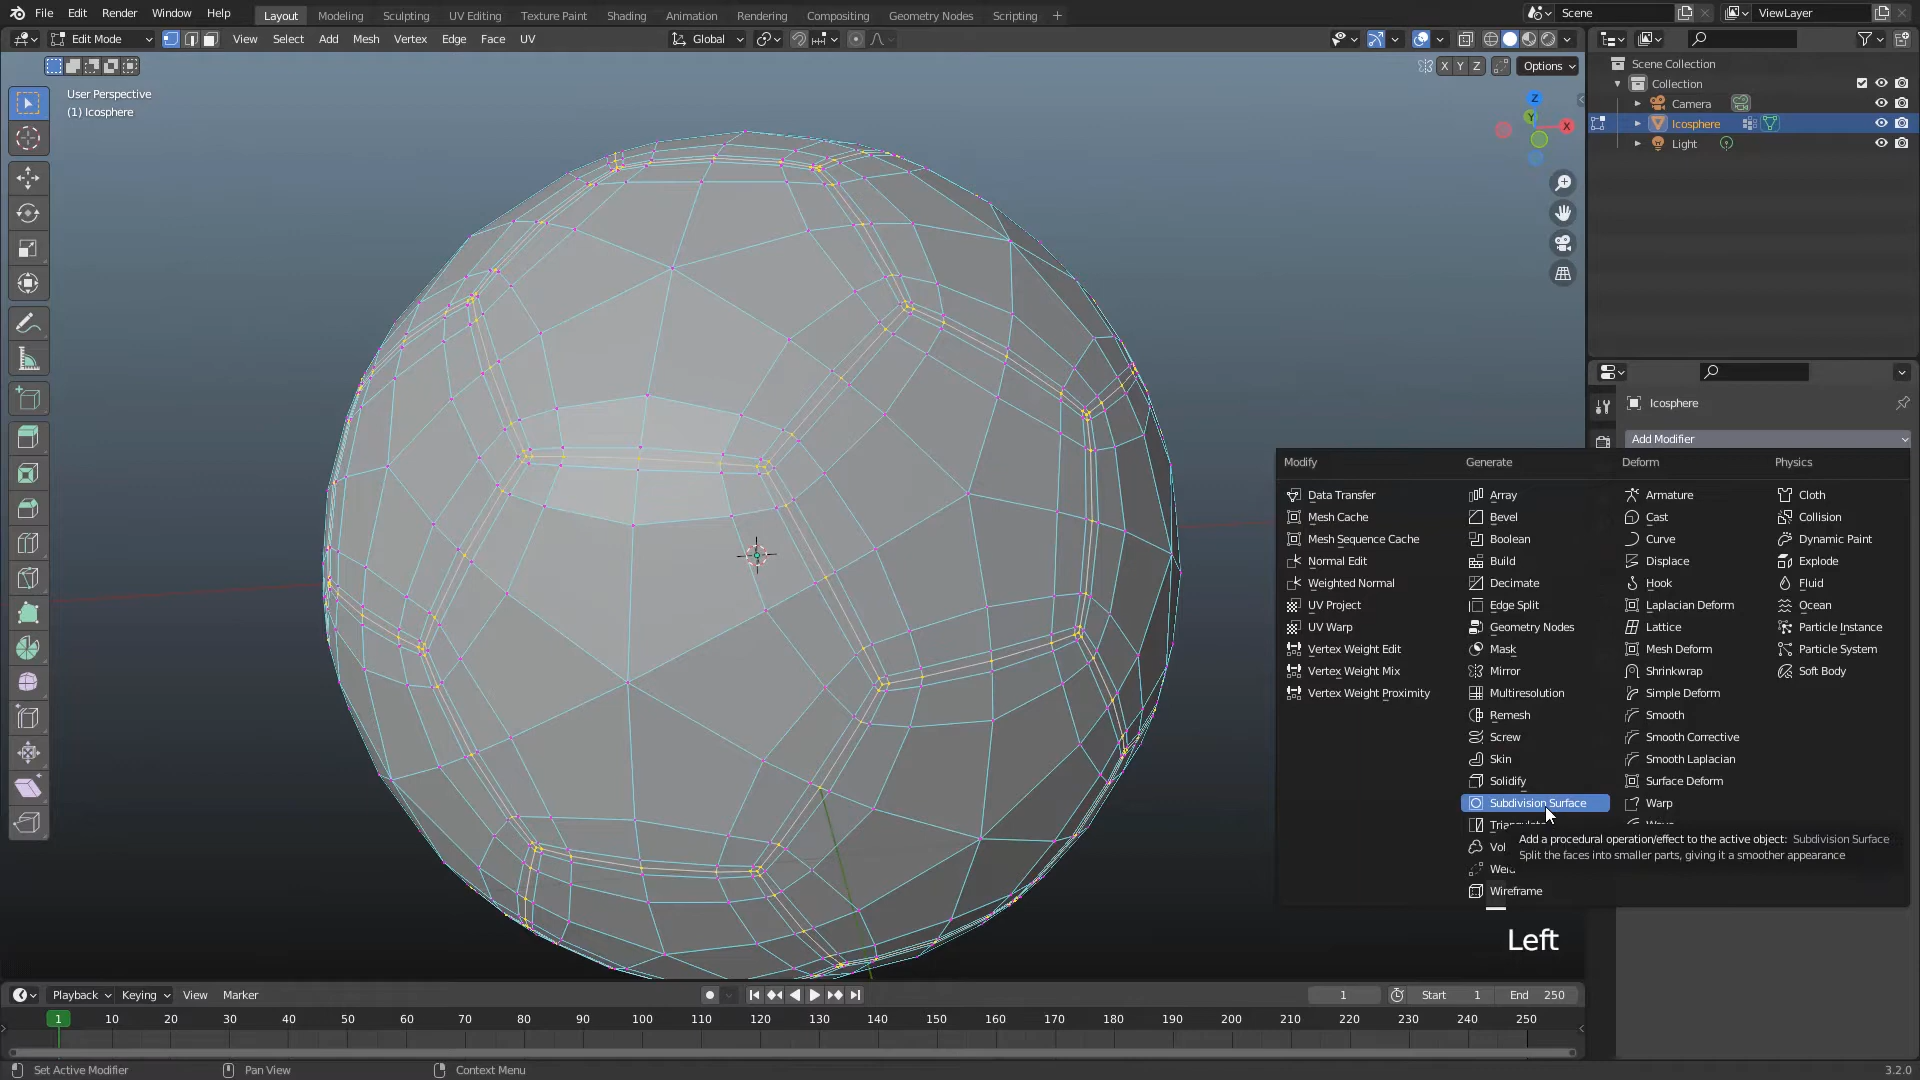 File Edit Render Window Help Layout Modeling Sculpting UV Editing Texture Paint Shading Animation Rendering Compositing Geometry Nodes Scripting + Scene ViewLayer
Edit Mode View Select Add Mesh Vertex Edge Face UV Global
X Y Z Options
User Perspective
(1) Icosphere
Z
Y
X
Scene Collection
Collection
Camera
Icosphere
Light
Icosphere
Add Modifier
Modify Generate Deform Physics
Data Transfer Array Armature Cloth
Mesh Cache Bevel Cast Collision
Mesh Sequence Cache Boolean Curve Dynamic Paint
Normal Edit Build Displace Explode
Weighted Normal Decimate Hook Fluid
UV Project Edge Split Laplacian Deform Ocean
UV Warp Geometry Nodes Lattice Particle Instance
Vertex Weight Edit Mask Mesh Deform Particle System
Vertex Weight Mix Mirror Shrinkwrap Soft Body
Vertex Weight Proximity Multiresolution Simple Deform
Remesh Smooth
Screw Smooth Corrective
Skin Smooth Laplacian
Solidify Surface Deform
Subdivision Surface Warp
Add a procedural operation/effect to the active object: Subdivision Surface
Vol Split the faces into smaller parts, giving it a smoother appearance
Wireframe
Left
Playback Keying View Marker 1 Start 1 End 250
1 10 20 30 40 50 60 70 80 90 100 110 120 130 140 150 160 170 180 190 200 210 220 230 240 250
Set Active Modifier Pan View Context Menu 3.2.0